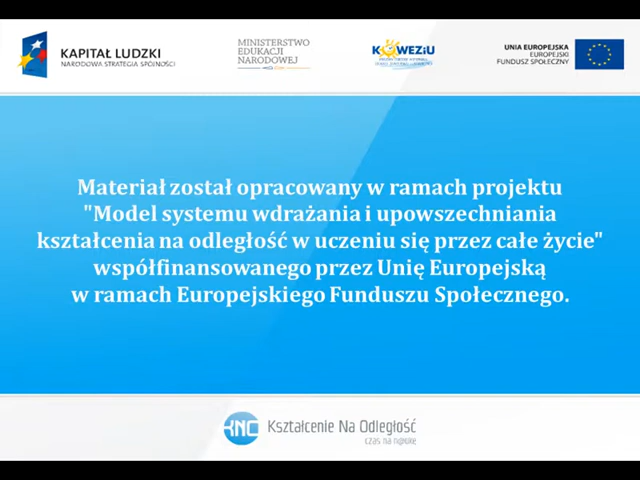 KAPITAŁ LUDZKI
NARODOWA STRATEGIA SPÓJNOŚCI
MINISTERSTWO
EDUKACJI
NARODOWEJ
KOWEZiU
UNIA EUROPEJSKA
EUROPEJSKI
FUNDUSZ SPOŁECZNY
Materiał został opracowany w ramach projektu
"Model systemu wdrażania i upowszechniania
kształcenia na odległość w uczeniu się przez całe życie"
współfinansowanego przez Unię Europejską
w ramach Europejskiego Funduszu Społecznego.
KNO Kształcenie Na Odległość
czas na naukę